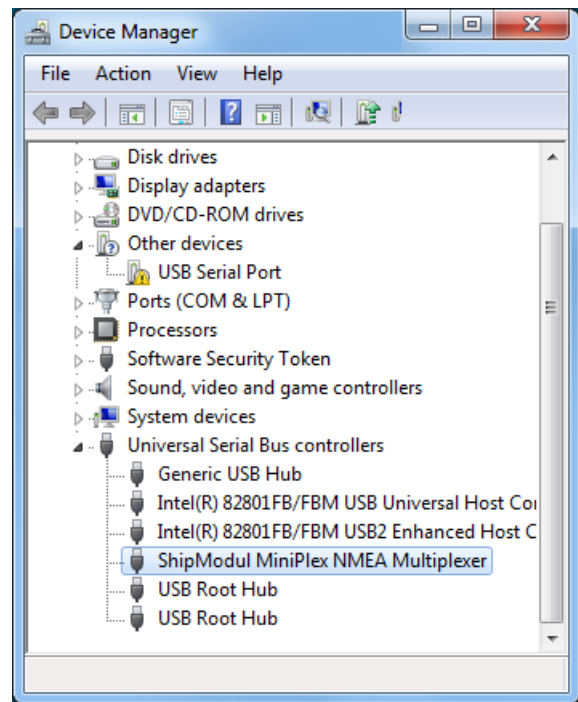 Device Manager
File Action View Help
Disk drives
Display adapters
DVD/CD-ROM drives
Other devices
USB Serial Port
Ports (COM & LPT)
Processors
Software Security Token
Sound, video and game controllers
System devices
Universal Serial Bus controllers
Generic USB Hub
Intel(R) 82801FB/FBM USB Universal Host Co
Intel(R) 82801FB/FBM USB2 Enhanced Host C
ShipModul MiniPlex NMEA Multiplexer
USB Root Hub
USB Root Hub